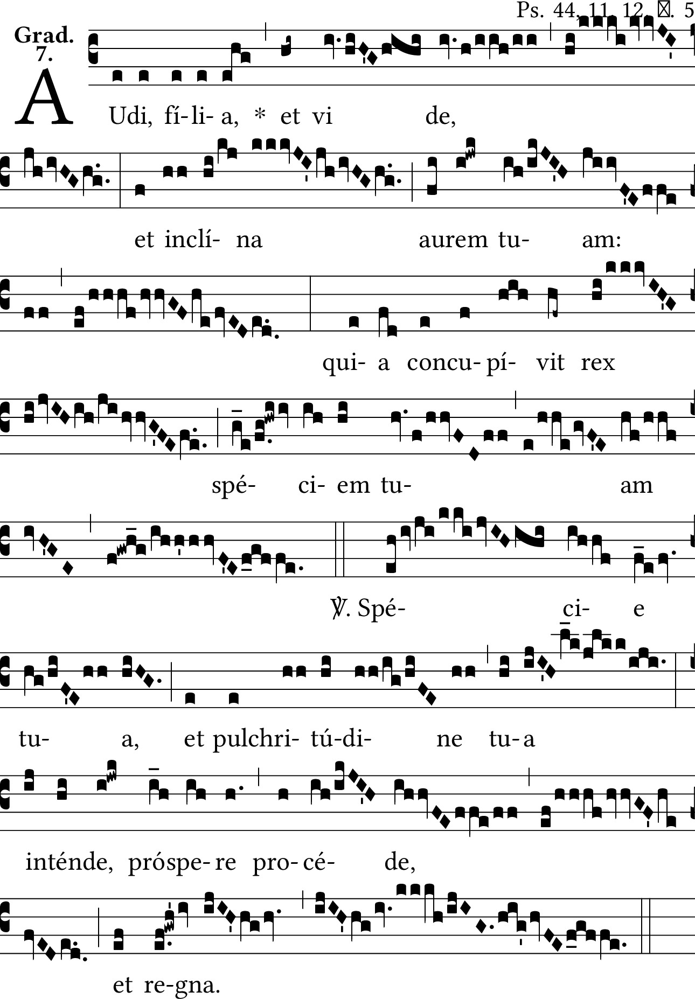 Ps. 44, 11. 12. . 5
Grad.
7.
AUdi, fí-li- a, * et vi de,
et inclí- na aurem tu- am:
qui- a concu- pí- vit rex
spé- ci- em tu- am
℣. Spé- ci- e
tu- a, et pulchri- tú-di- ne tu-a
inténde, próspe- re pro- cé- de,
et re-gna.